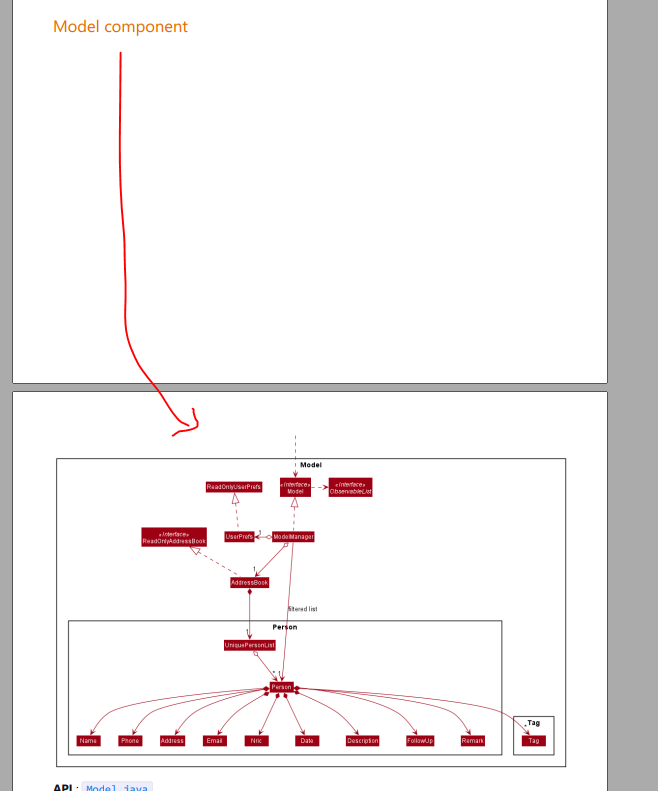 Model component
Model
ReadOnlyUserPrefs
«Interface»
Model
«Interface»
ObservableList
«Interface»
ReadOnlyAddressBook
UserPrefs
1
ModelManager
1
AddressBook
filtered list
Person
1
UniquePersonList
* 1
Person
* Tag
Name Phone Address Email Nric Date Description FollowUp Remark Tag
API : Model.java